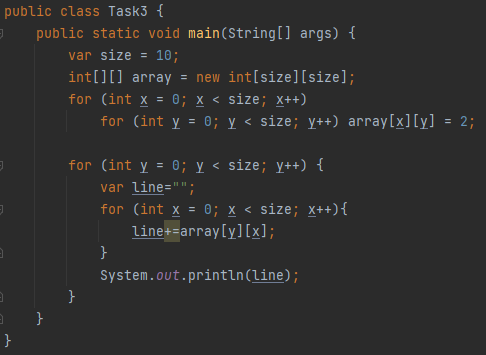 public class Task3 {
    public static void main(String[] args) {
        var size = 10;
        int[][] array = new int[size][size];
        for (int x = 0; x < size; x++)
            for (int y = 0; y < size; y++) array[x][y] = 2;

        for (int y = 0; y < size; y++) {
            var line="";
            for (int x = 0; x < size; x++){
                line+=array[y][x];
            }
            System.out.println(line);
        }
    }
}